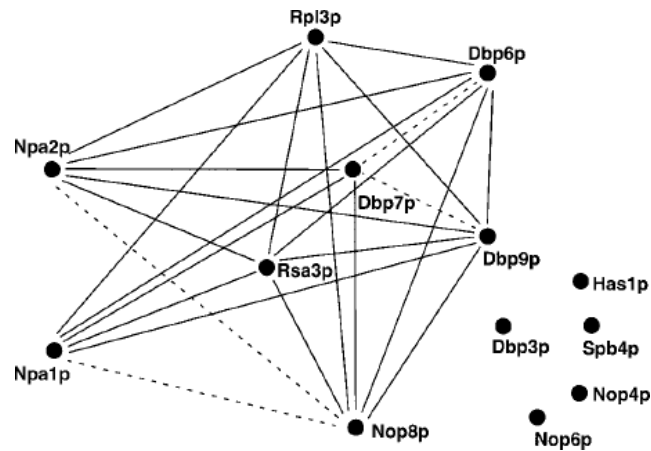 Rpl3p
Dbp6p
Npa2p
Dbp7p
Dbp9p
Rsa3p
Has1p
Dbp3p
Spb4p
Npa1p
Nop4p
Nop8p
Nop6p